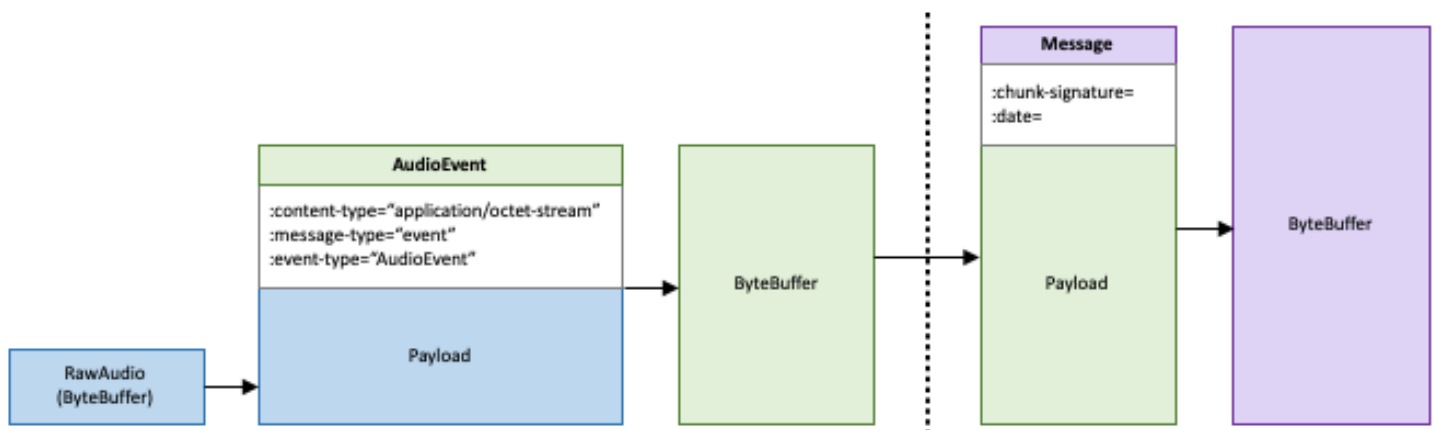 RawAudio
(ByteBuffer)
AudioEvent
:content-type=“application/octet-stream”
:message-type=“event”
:event-type=“AudioEvent”
Payload
ByteBuffer
Message
:chunk-signature=
:date=
Payload
ByteBuffer